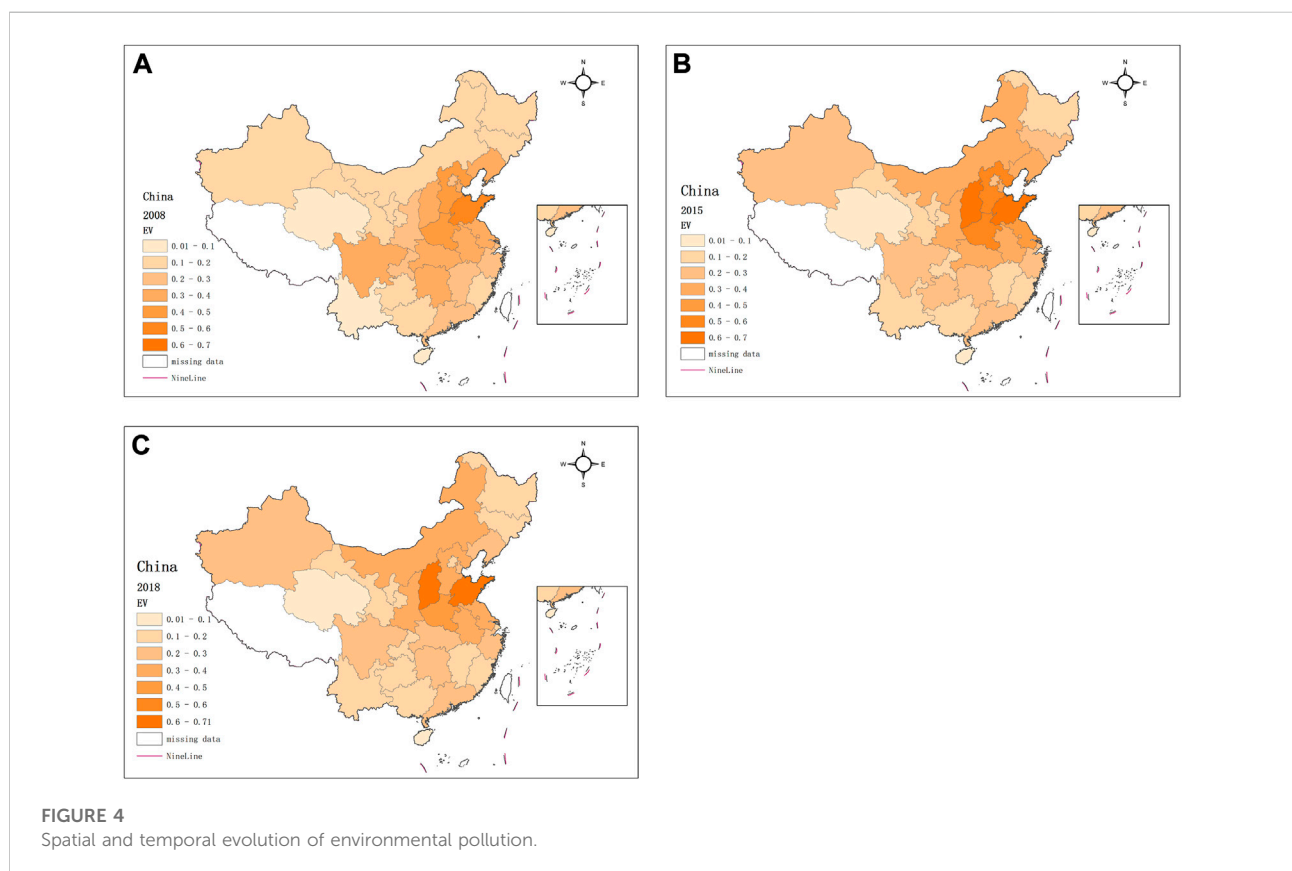 A
N
W
E
S
China
2008
EV
0.01 - 0.1
0.1 - 0.2
0.2 - 0.3
0.3 - 0.4
0.4 - 0.5
0.5 - 0.6
0.6 - 0.7
missing data
NineLine
B
N
W
E
S
China
2015
EV
0.01 - 0.1
0.1 - 0.2
0.2 - 0.3
0.3 - 0.4
0.4 - 0.5
0.5 - 0.6
0.6 - 0.7
missing data
NineLine
C
N
W
E
S
China
2018
EV
0.01 - 0.1
0.1 - 0.2
0.2 - 0.3
0.3 - 0.4
0.4 - 0.5
0.5 - 0.6
0.6 - 0.71
missing data
NineLine
FIGURE 4
Spatial and temporal evolution of environmental pollution.